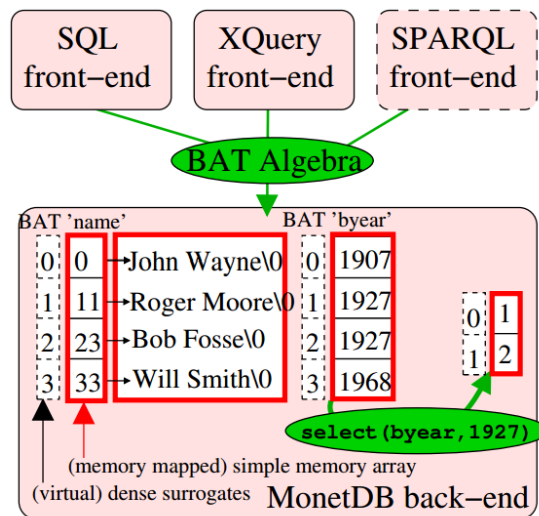 SQL
front−end
XQuery
front−end
SPARQL
front−end
BAT Algebra
BAT 'name'
BAT 'byear'
0 0 John Wayne\0 0 1907
1 11 Roger Moore\0 1 1927
2 23 Bob Fosse\0 2 1927
3 33 Will Smith\0 3 1968
0 1
1 2
select(byear,1927)
(memory mapped) simple memory array
(virtual) dense surrogates
MonetDB back−end